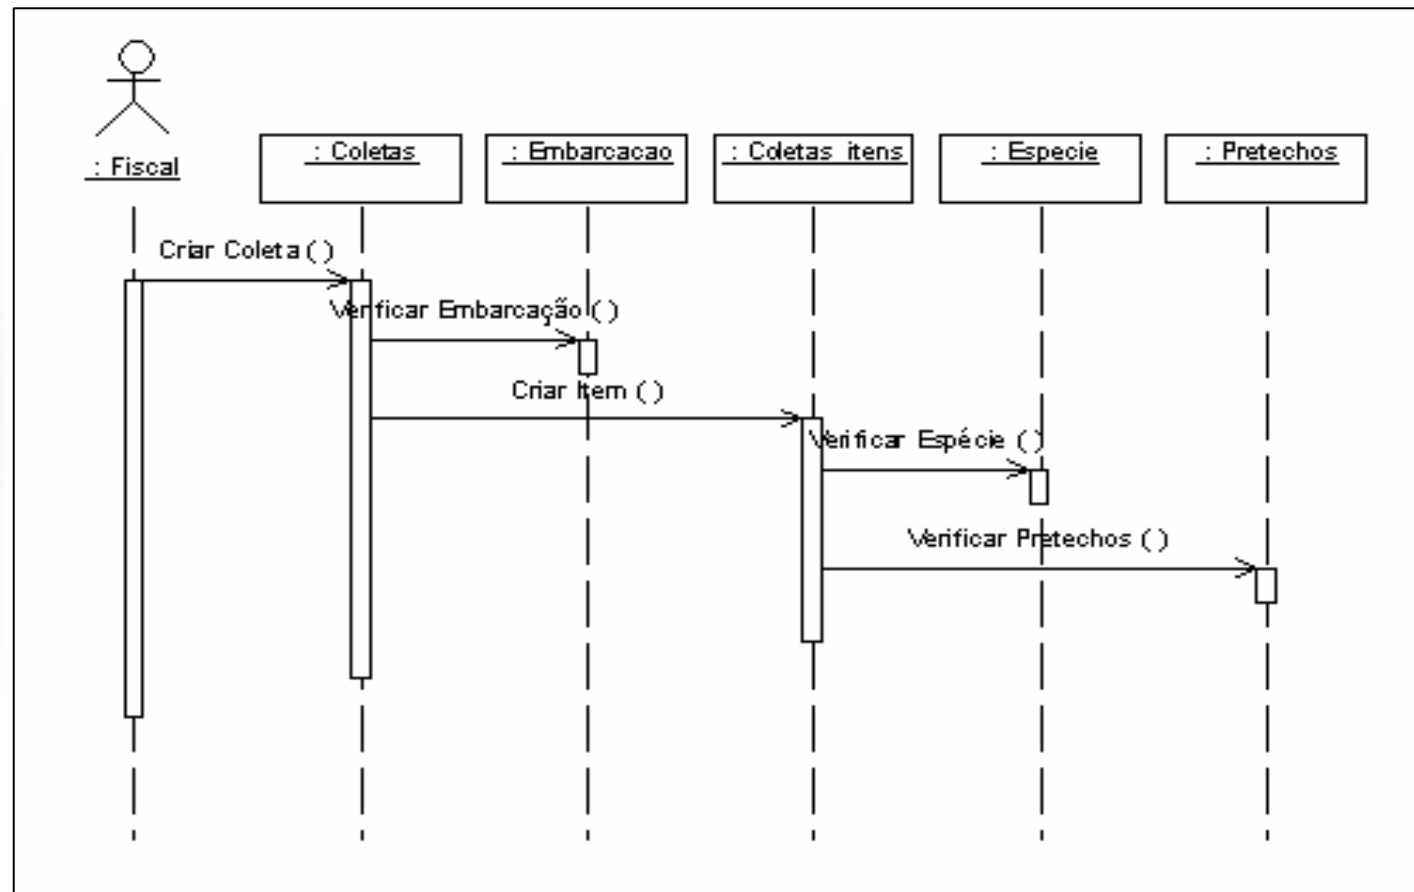 : Fiscal
: Coletas
: Embarcacao
: Coletas itens
: Especie
: Pretechos
Criar Coleta ( )
Verificar Embarcação ( )
Criar Item ( )
Verificar Espécie ( )
Verificar Pretechos ( )